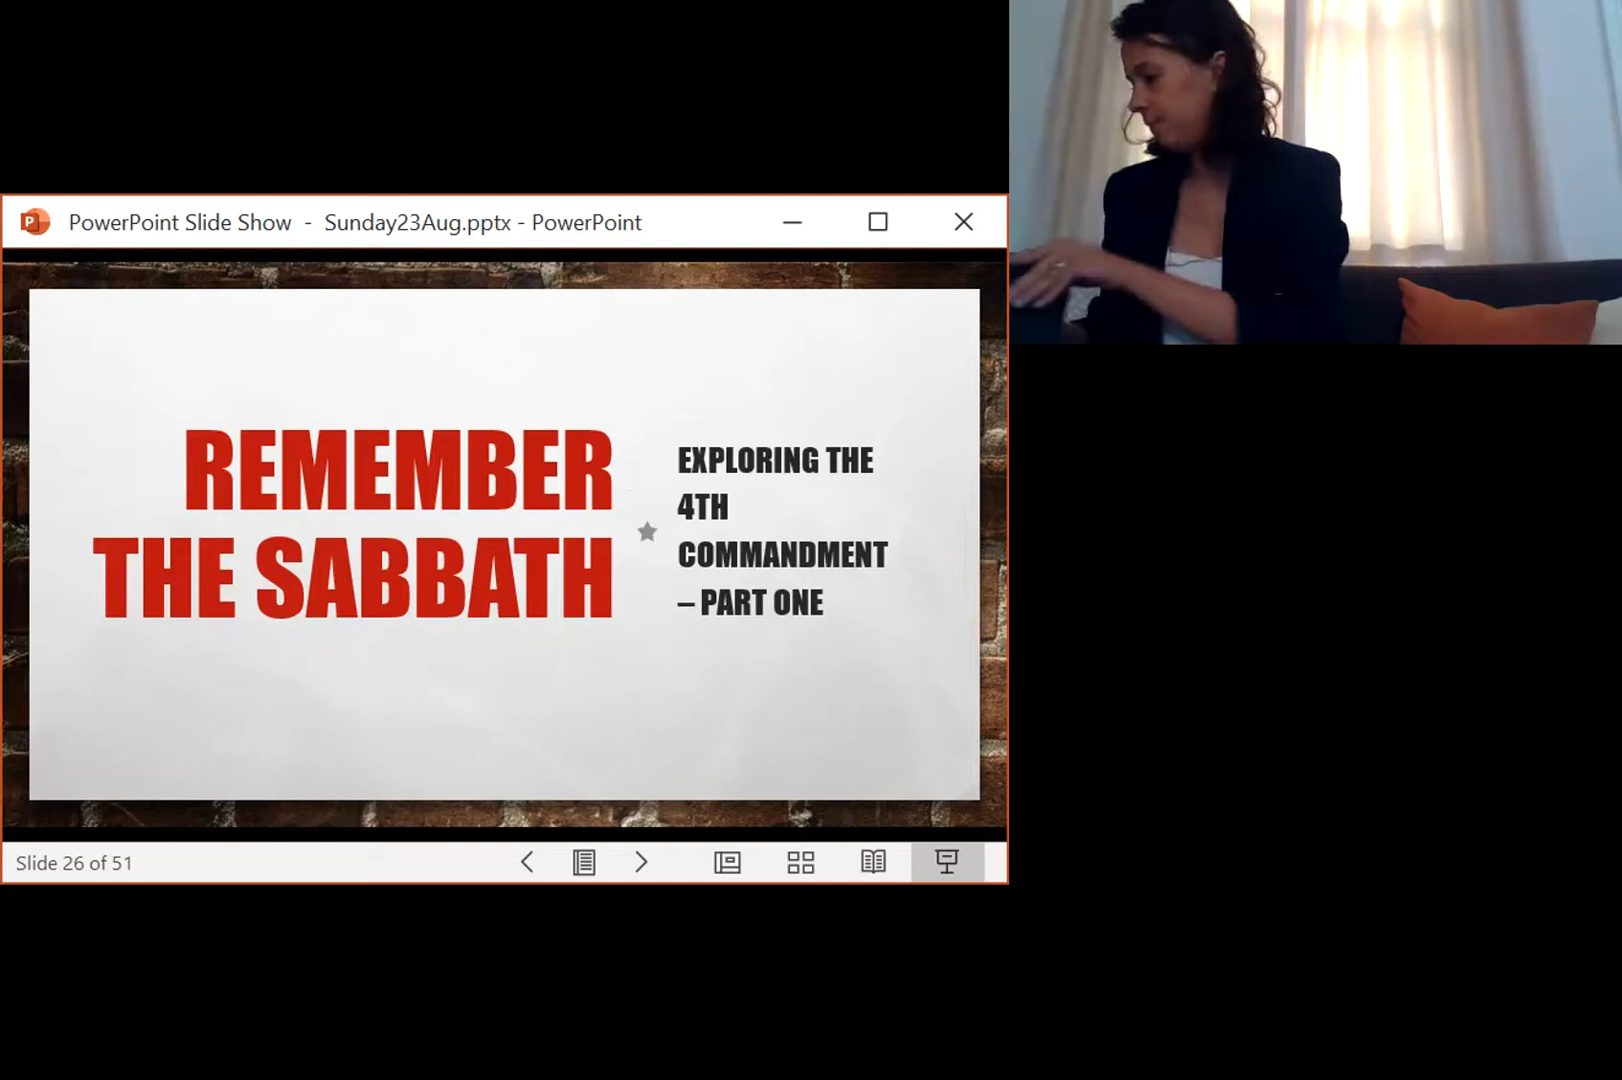 PowerPoint Slide Show - Sunday23Aug.pptx - PowerPoint
REMEMBER
THE SABBATH
EXPLORING THE
4TH
COMMANDMENT
– PART ONE
Slide 26 of 51